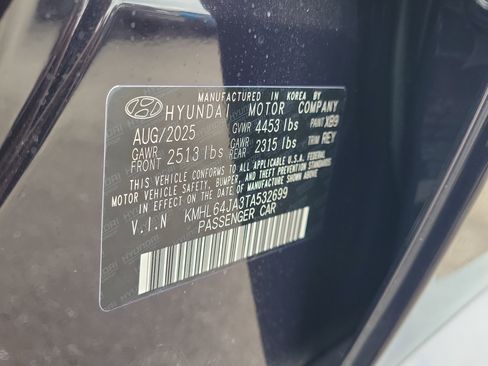 MANUFACTURED IN KOREA BY
HYUNDAI MOTOR COMPANY
AUG/2025 GVWR 4453 lbs PAINT XB9
GAWR FRONT 2513 lbs GAWR REAR 2315 lbs TRIM REY
THIS VEHICLE CONFORMS TO ALL APPLICABLE U.S.A. FEDERAL
MOTOR VEHICLE SAFETY, BUMPER, AND THEFT PREVENTION
STANDARDS IN EFFECT ON THE DATE OF MANUFACTURE
SHOWN ABOVE.
V.I.N KMHL64JA3TA532699
PASSENGER CAR